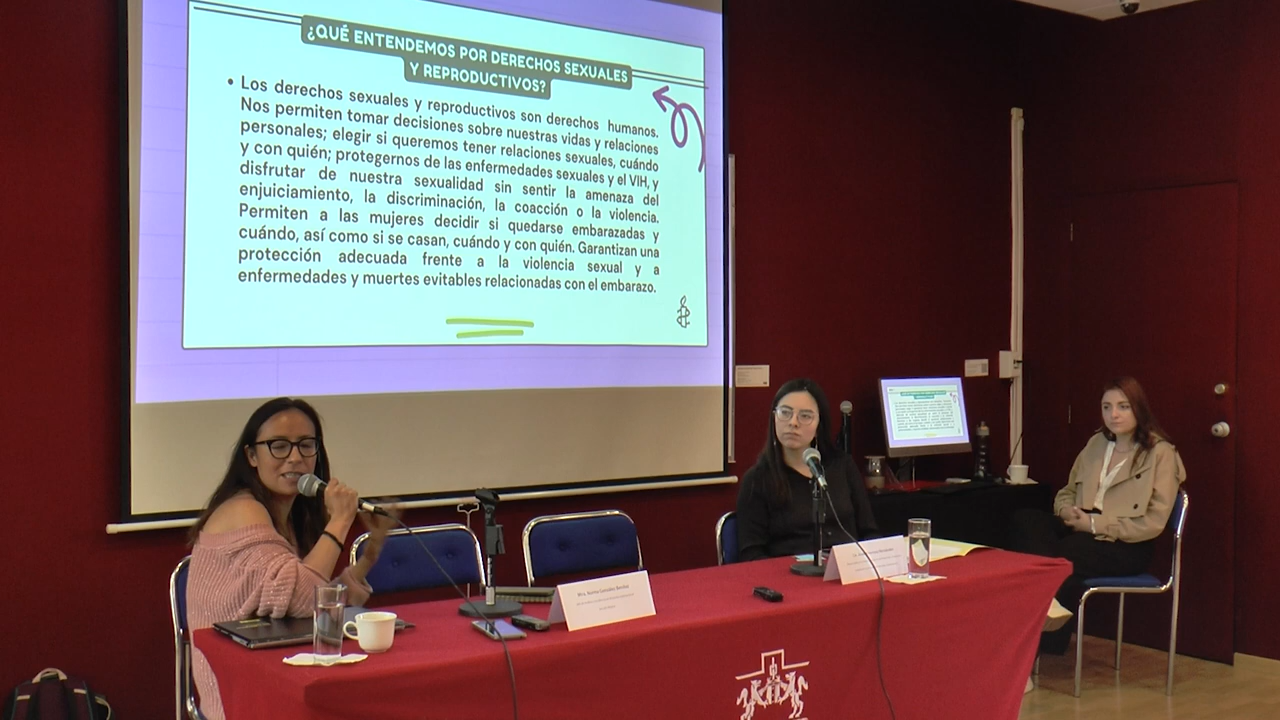 ¿QUÉ ENTENDEMOS POR DERECHOS SEXUALES
Y REPRODUCTIVOS?
• Los derechos sexuales y reproductivos son derechos humanos.
Nos permiten tomar decisiones sobre nuestras vidas y relaciones
personales; elegir si queremos tener relaciones sexuales, cuándo
y con quién; protegernos de las enfermedades sexuales y el VIH, y
disfrutar de nuestra sexualidad sin sentir la amenaza del
enjuiciamiento, la discriminación, la coacción o la violencia.
Permiten a las mujeres decidir si quedarse embarazadas y
cuándo, así como si se casan, cuándo y con quién. Garantizan una
protección adecuada frente a la violencia sexual y a
enfermedades y muertes evitables relacionadas con el embarazo.